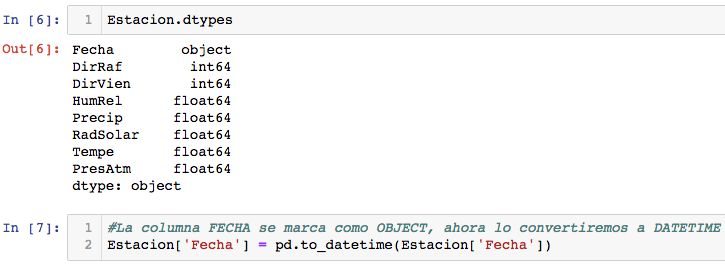 In [6]: 1 Estacion.dtypes
Out[6]: Fecha object
DirRaf int64
DirVien int64
HumRel float64
Precip float64
RadSolar float64
Tempe float64
PresAtm float64
dtype: object
In [7]: 1 #La columna FECHA se marca como OBJECT, ahora lo convertiremos a DATETIME
2 Estacion['Fecha'] = pd.to_datetime(Estacion['Fecha'])